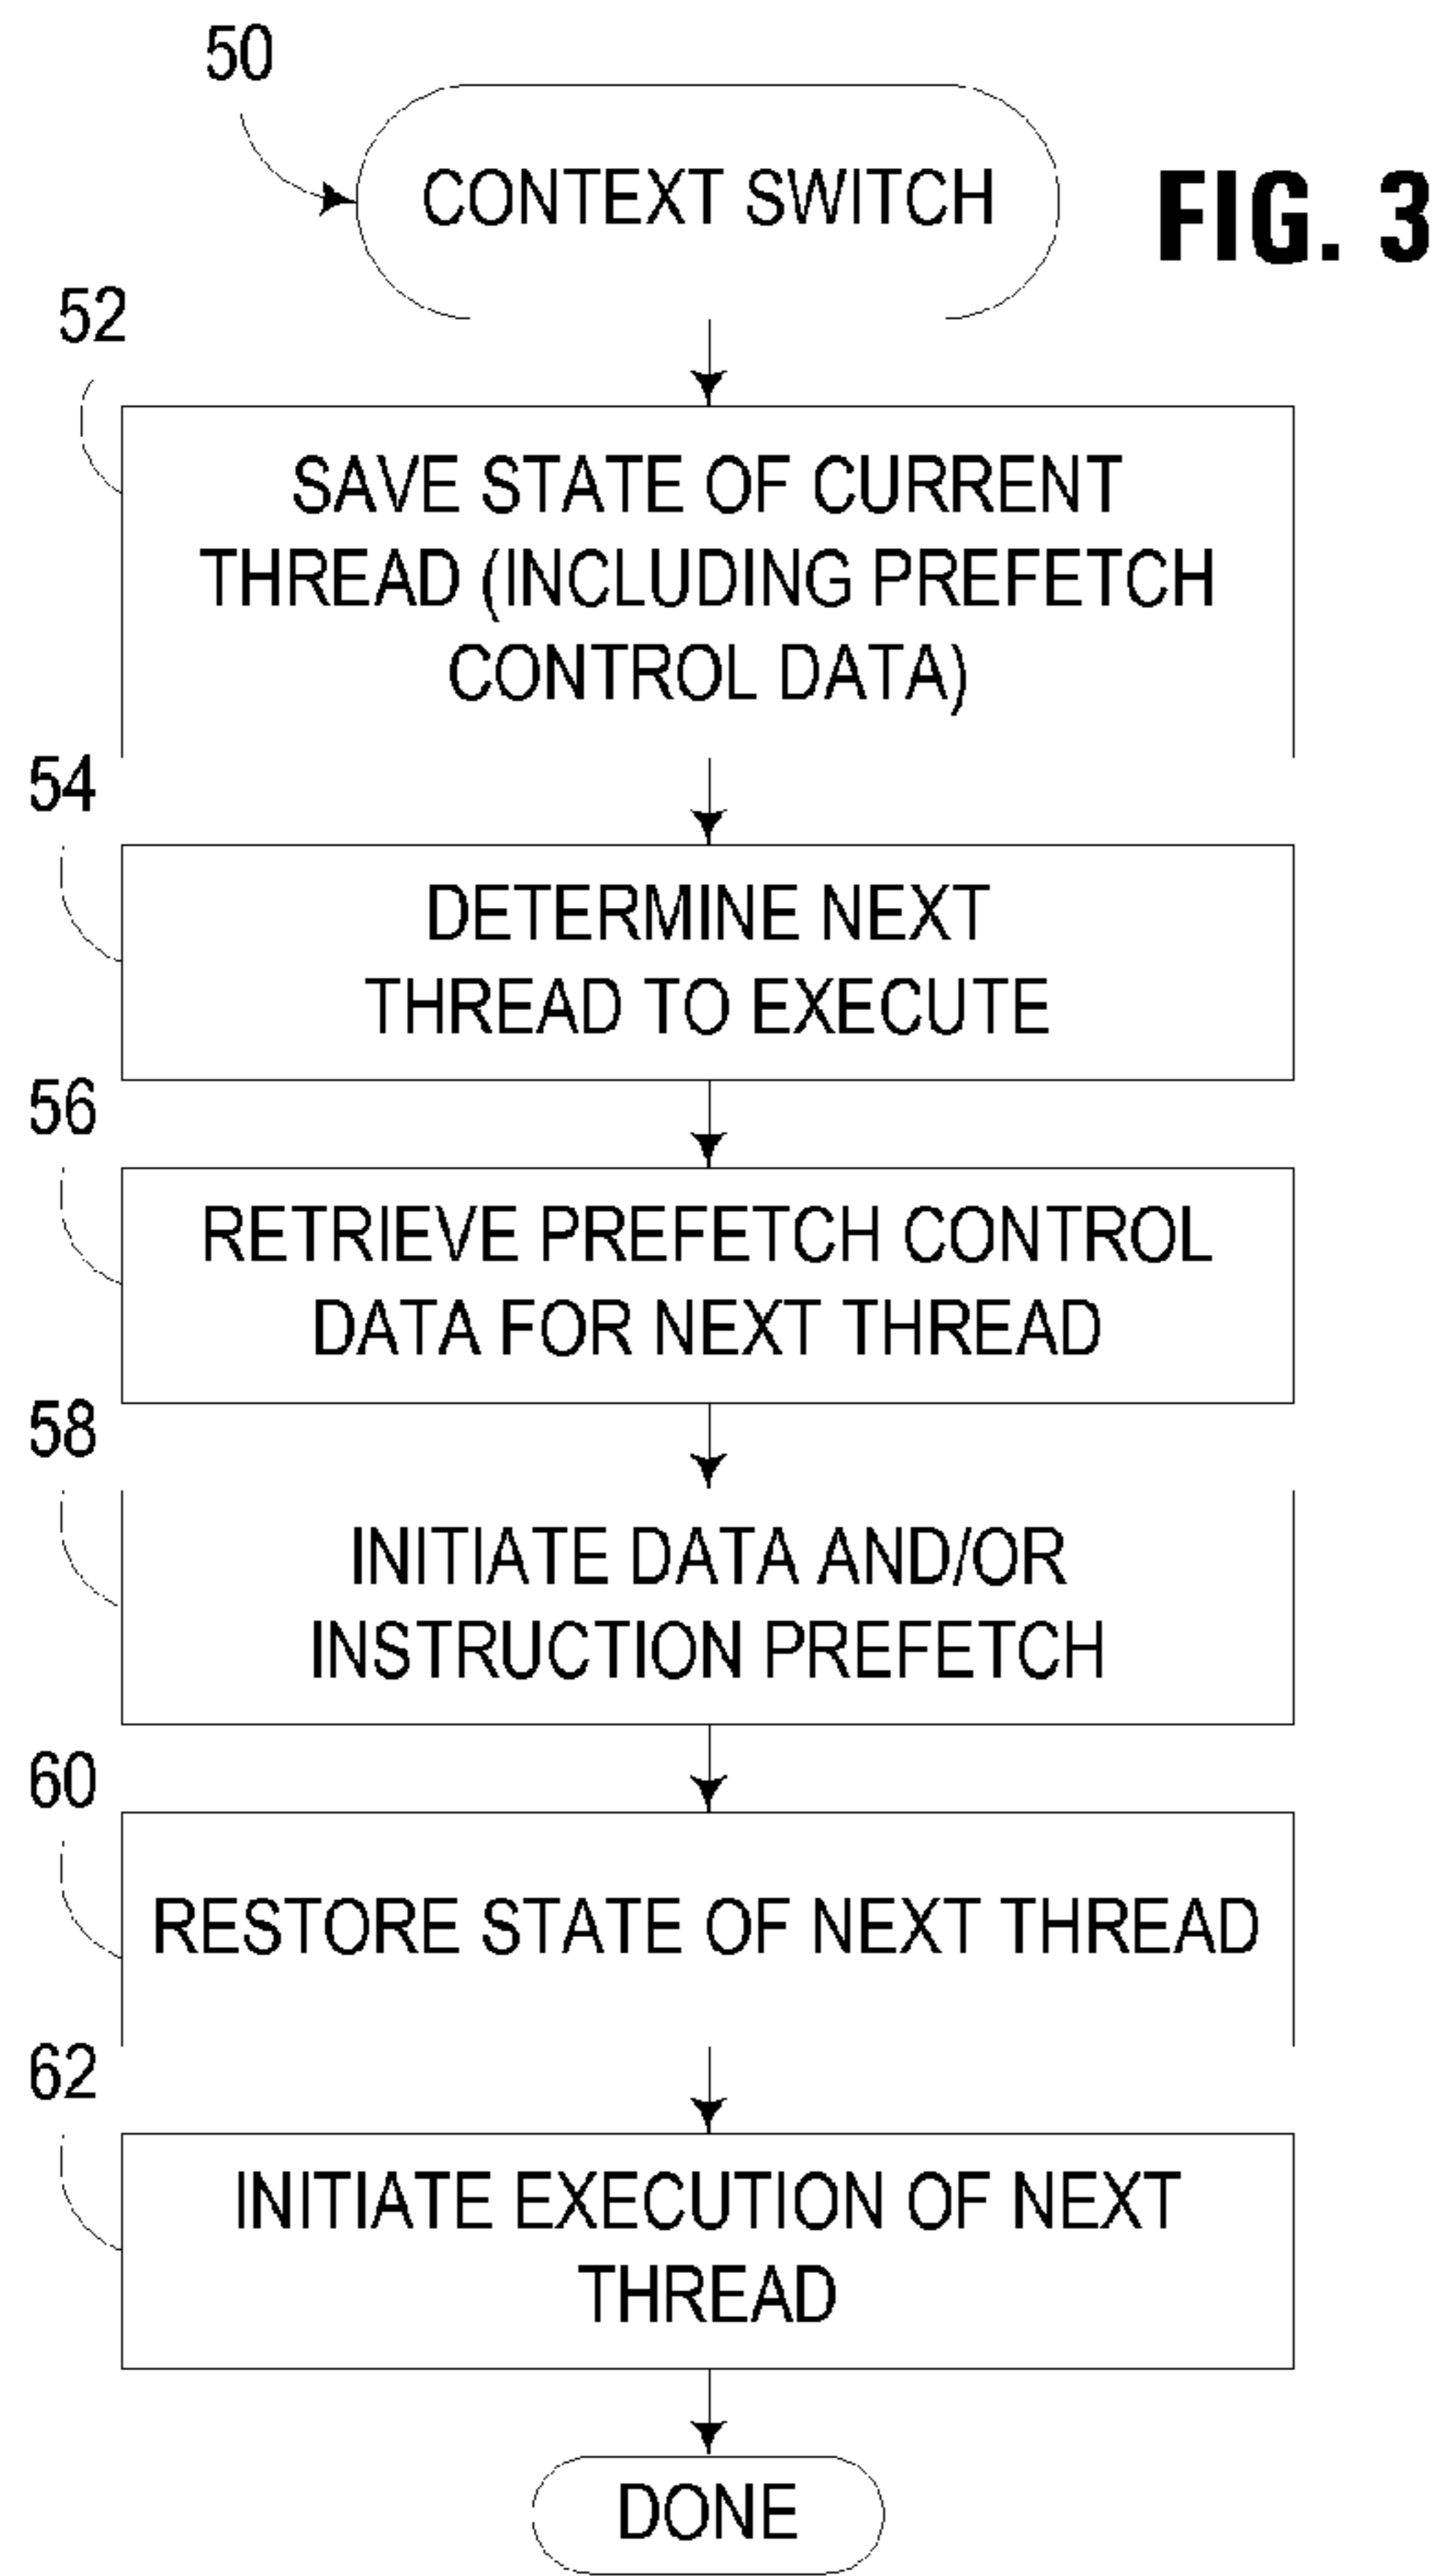 50
CONTEXT SWITCH
FIG. 3
52
SAVE STATE OF CURRENT
THREAD (INCLUDING PREFETCH
CONTROL DATA)
54
DETERMINE NEXT
THREAD TO EXECUTE
56
RETRIEVE PREFETCH CONTROL
DATA FOR NEXT THREAD
58
INITIATE DATA AND/OR
INSTRUCTION PREFETCH
60
RESTORE STATE OF NEXT THREAD
62
INITIATE EXECUTION OF NEXT
THREAD
DONE